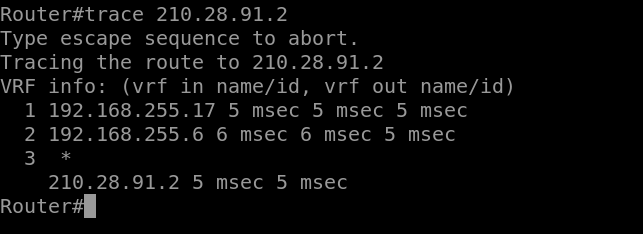 Router#trace 210.28.91.2
Type escape sequence to abort.
Tracing the route to 210.28.91.2
VRF info: (vrf in name/id, vrf out name/id)
  1 192.168.255.17 5 msec 5 msec 5 msec
  2 192.168.255.6 6 msec 6 msec 5 msec
  3  *
    210.28.91.2 5 msec 5 msec
Router#